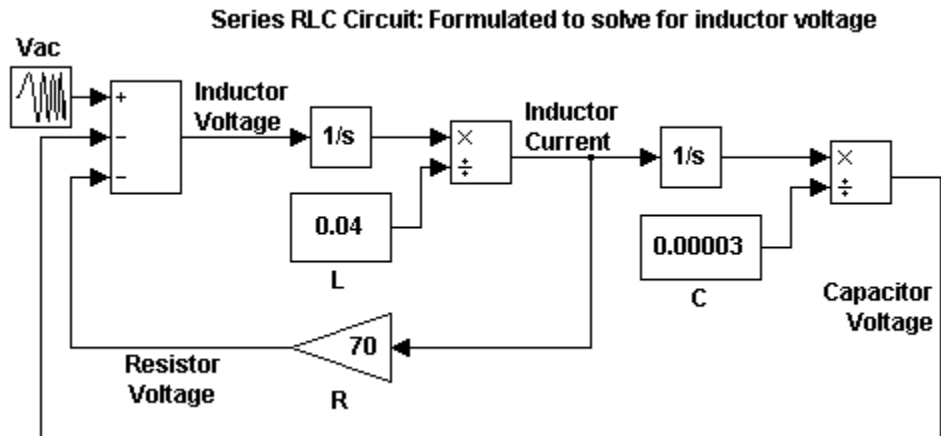 Series RLC Circuit: Formulated to solve for inductor voltage
Vac
+
−
−
Inductor
Voltage
1/s
×
÷
Inductor
Current
1/s
×
÷
0.04
L
0.00003
C
Capacitor
Voltage
70
R
Resistor
Voltage